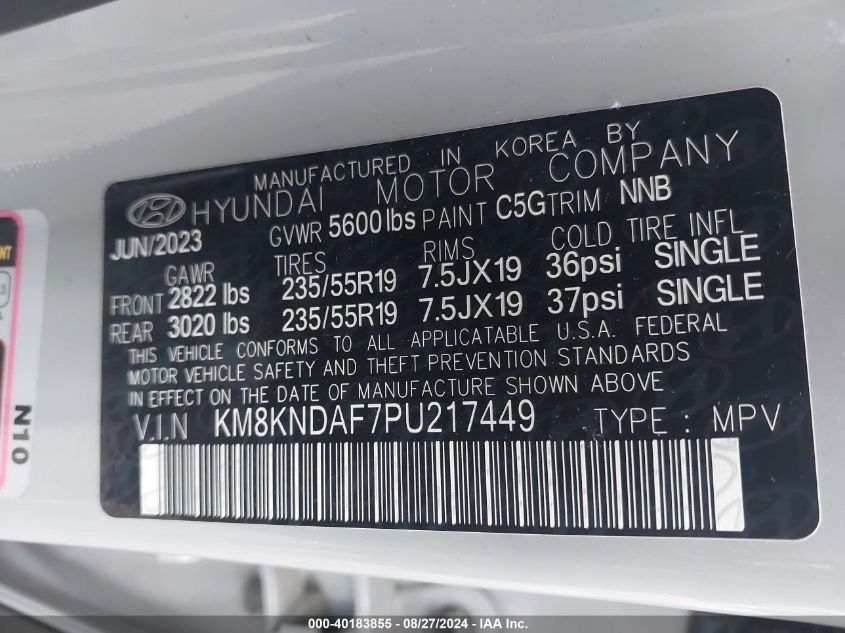 MANUFACTURED IN KOREA BY
HYUNDAI MOTOR COMPANY
JUN/2023 GVWR 5600lbs PAINT C5G TRIM NNB
GAWR TIRES RIMS COLD TIRE INFL
FRONT 2822 lbs 235/55R19 7.5JX19 36psi SINGLE
REAR 3020 lbs 235/55R19 7.5JX19 37psi SINGLE
THIS VEHICLE CONFORMS TO ALL APPLICATABLE U.S.A. FEDERAL
MOTOR VEHICLE SAFETY AND THEFT PREVENTION STANDARDS
IN EFFECT ON THE DATE OF MANUFACTURE SHOWN ABOVE
V.I.N KM8KNDAF7PU217449 TYPE : MPV
N10
000-40183855 - 08/27/2024 - IAA Inc.